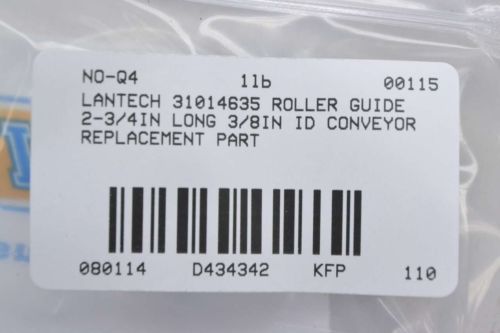 NO-Q4 1lb 00115
LANTECH 31014635 ROLLER GUIDE
2-3/4IN LONG 3/8IN ID CONVEYOR
REPLACEMENT PART
080114 D434342 KFP 110